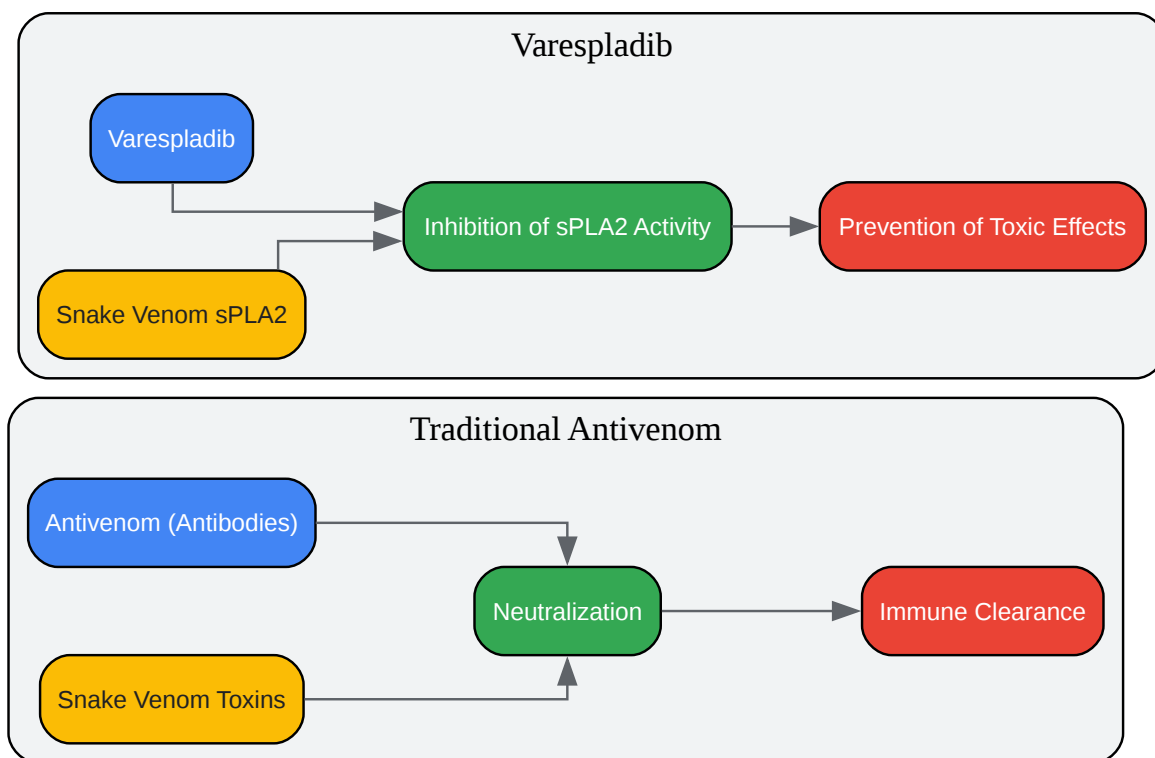 Varespladib
Varespladib
Inhibition of sPLA2 Activity
Prevention of Toxic Effects
Snake Venom sPLA2
Traditional Antivenom
Antivenom (Antibodies)
Neutralization
Immune Clearance
Snake Venom Toxins